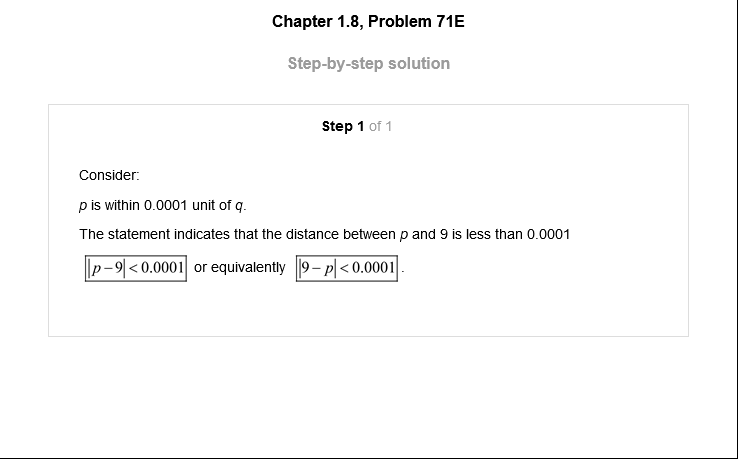 Chapter 1.8, Problem 71E
Step-by-step solution
Step 1 of 1
Consider:
p is within 0.0001 unit of q.
The statement indicates that the distance between p and 9 is less than 0.0001
|p−9|<0.0001 or equivalently |9−p|<0.0001.